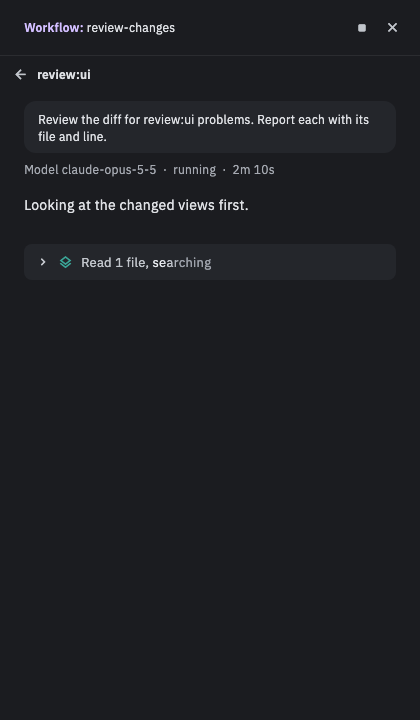 Workflow: review-changes
review:ui
Review the diff for review:ui problems. Report each with its
file and line.
Model claude-opus-5-5 · running · 2m 10s
Looking at the changed views first.
Read 1 file, searching